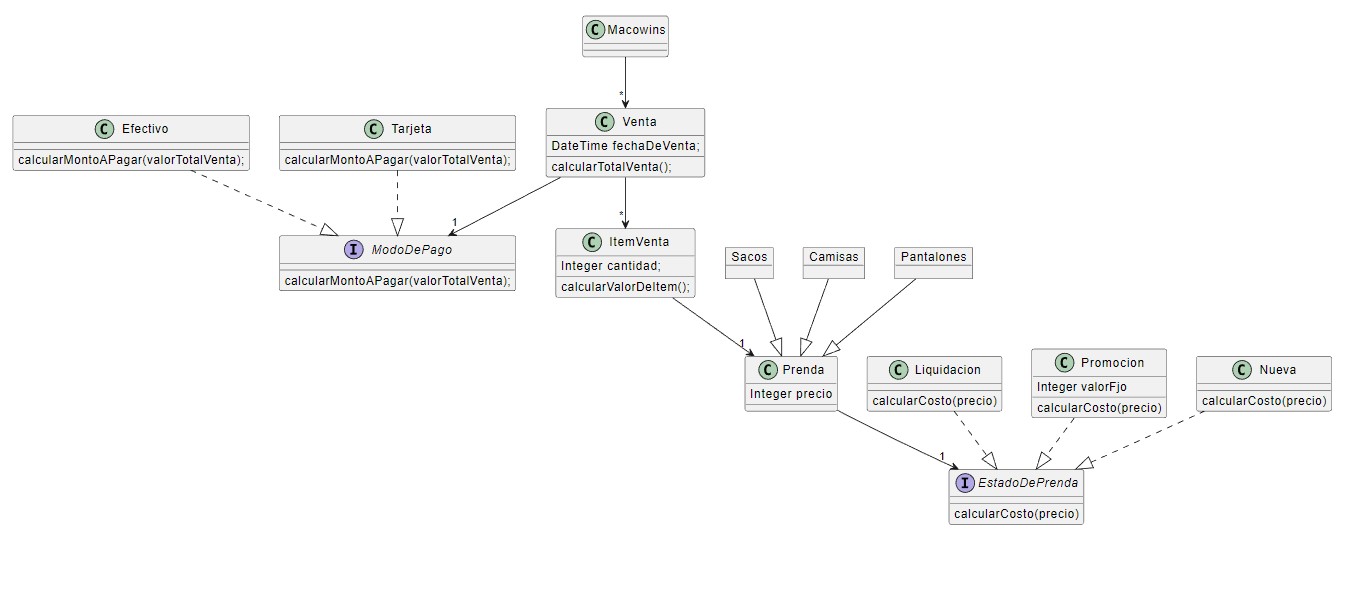 C Macowins
*
C Efectivo
calcularMontoAPagar(valorTotalVenta);
C Tarjeta
calcularMontoAPagar(valorTotalVenta);
C Venta
DateTime fechaDeVenta;
calcularTotalVenta();
1
*
I ModoDePago
calcularMontoAPagar(valorTotalVenta);
C ItemVenta
Integer cantidad;
calcularValorDeItem();
Sacos
Camisas
Pantalones
1
C Prenda
Integer precio
C Liquidacion
calcularCosto(precio)
C Promocion
Integer valorFjo
calcularCosto(precio)
C Nueva
calcularCosto(precio)
1
I EstadoDePrenda
calcularCosto(precio)